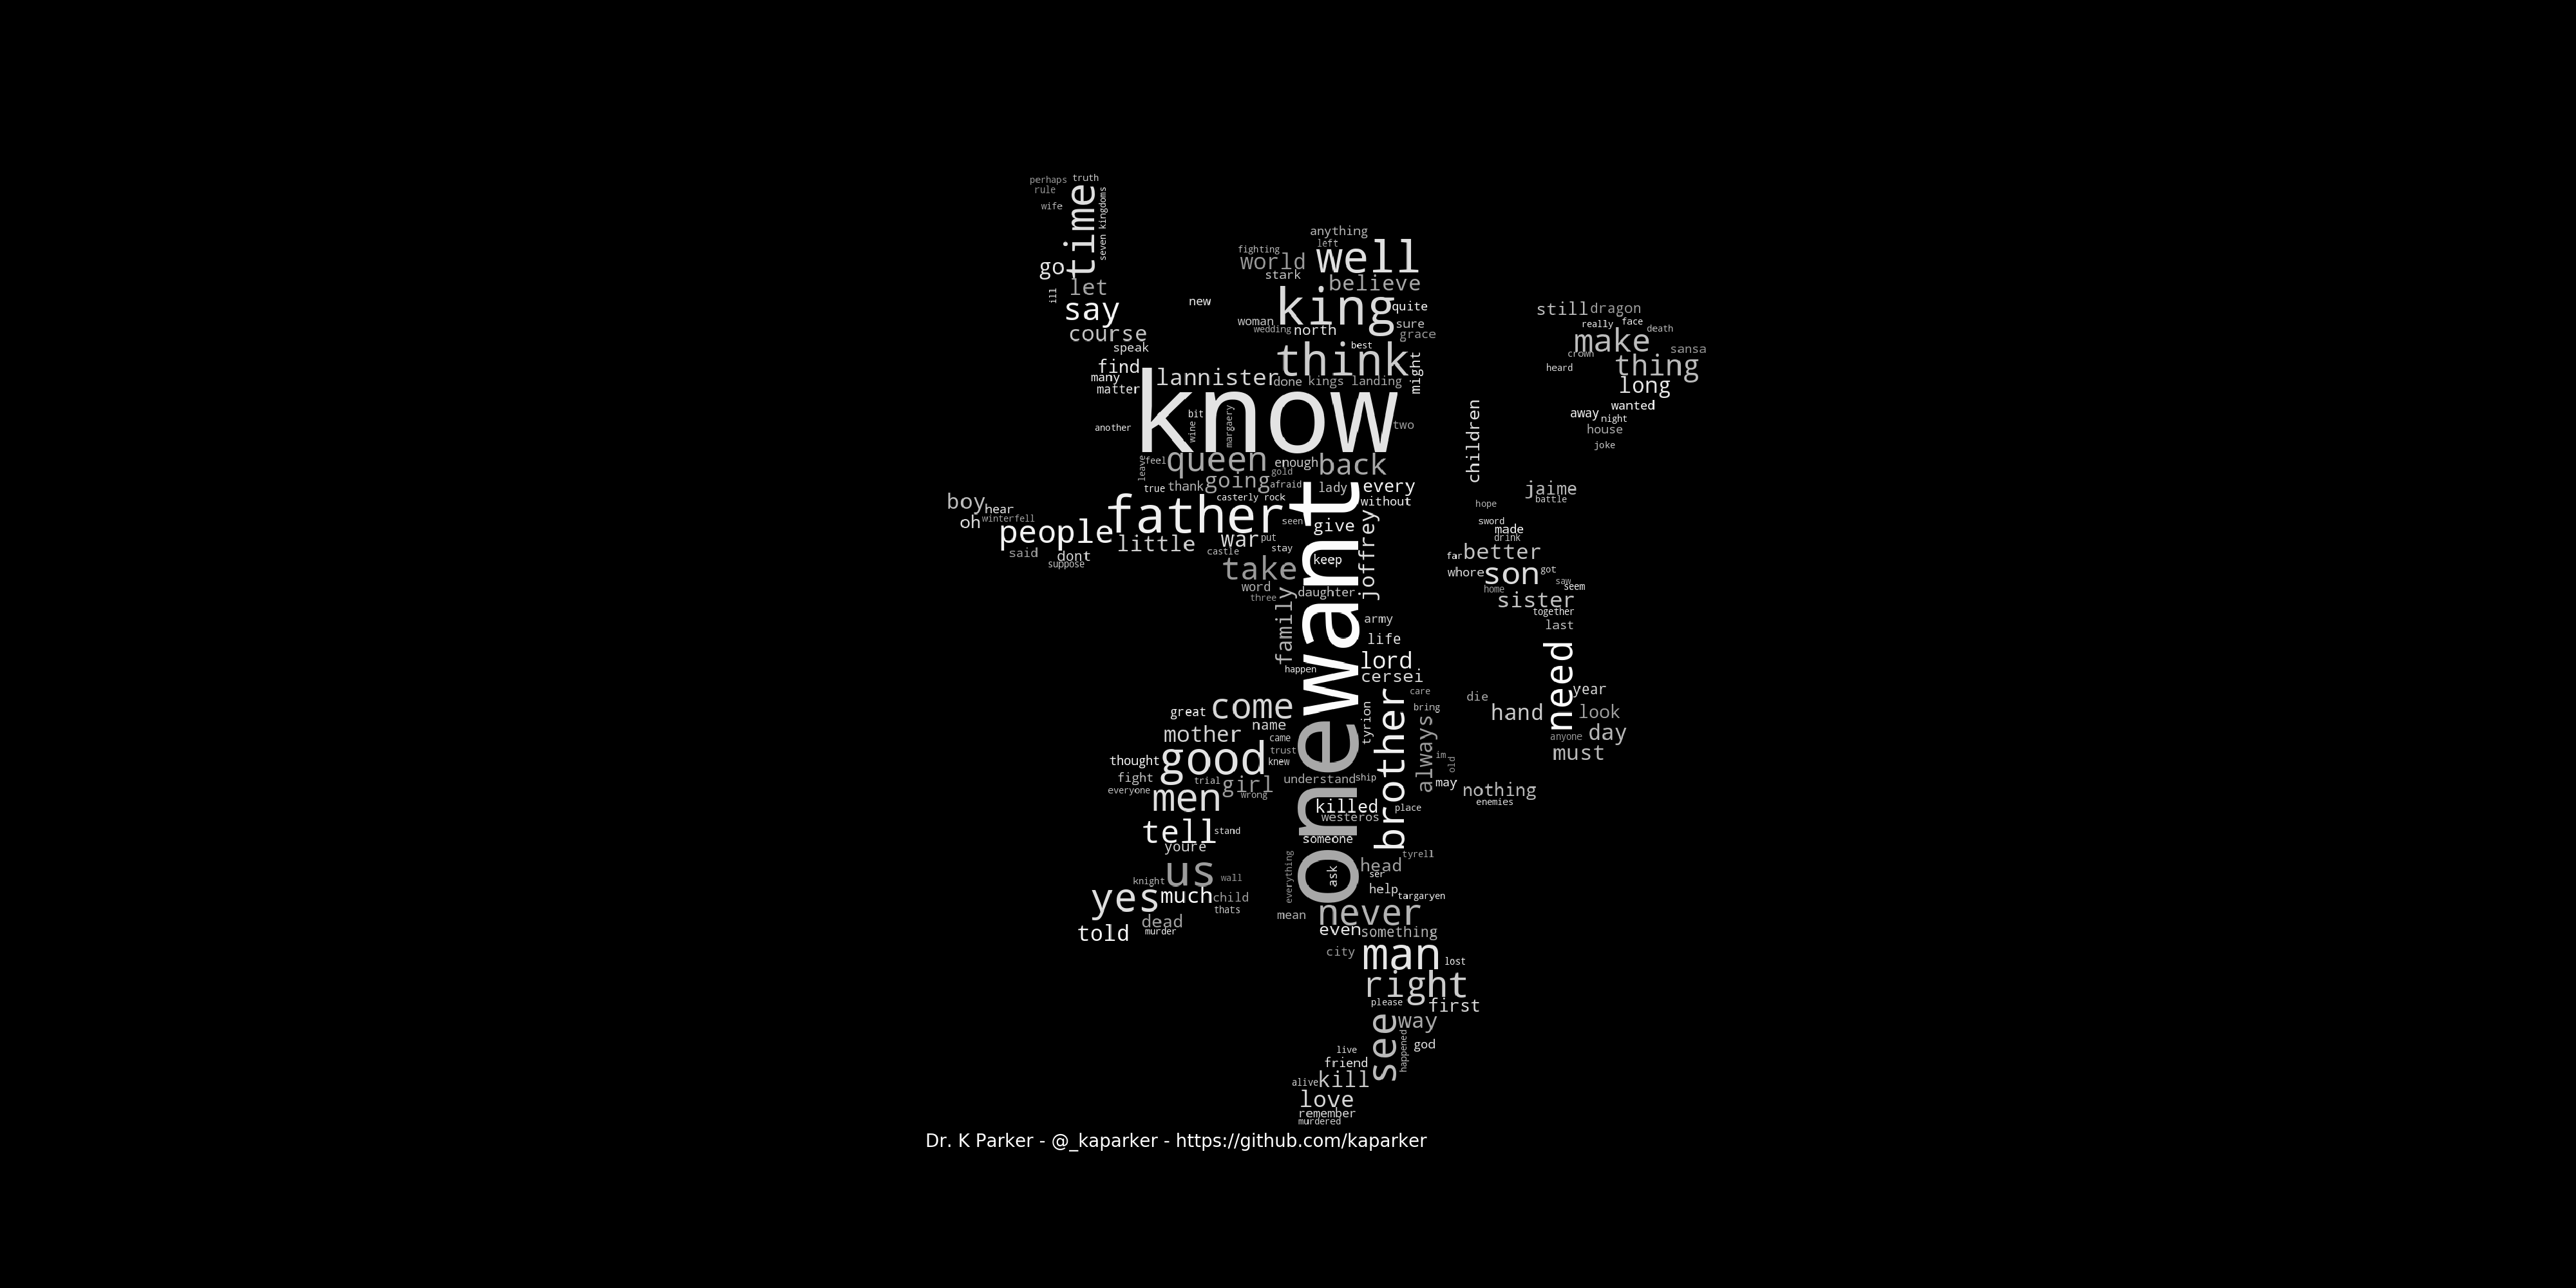 perhaps truth
rule
wife
time
seven kingdoms
go
let
ill
say
course
speak
find
many
matter
another
new
anything
left
fighting
well
world
stark
believe
king
quite
woman
sure
wedding north
grace
best
think
might
lannister
done kings landing
know
bit
wine
margaery
two
leave
feel
queen
enough
back
gold
going
true thank
afraid
lady
every
casterly rock
without
father
want
boy
hear
oh winterfell
people
said
dont
suppose
little
seen
give
war
put
castle
stay
joffrey
take
keep
word
three
daughter
family
army
life
happen
lord
cersei
still dragon
really face
death
make
sansa
crown
thing
heard
long
wanted
away
night
house
joke
children
jaime
battle
hope
sword
made
drink
far
better
whore
son
got
saw
seem
home
sister
together
last
need
year
die
hand
look
anyone
day
must
care
bring
tyrion
brother
always
im
old
may
nothing
enemies
come
great
name
mother
came
trust
good
knew
thought
fight
trial
girl
everyone
wrong
men
understand
ship
one
killed
place
westeros
tell
stand
someone
youre
tyrell
us
everything
ask
head
ser
knight
wall
help
targaryen
yes
much
child
thats
mean
never
dead
murder
told
even
something
city
man
lost
right
please
first
see
way
happened
god
live
friend
alive
kill
love
remember
murdered
Dr. K Parker - @_kaparker - https://github.com/kaparker